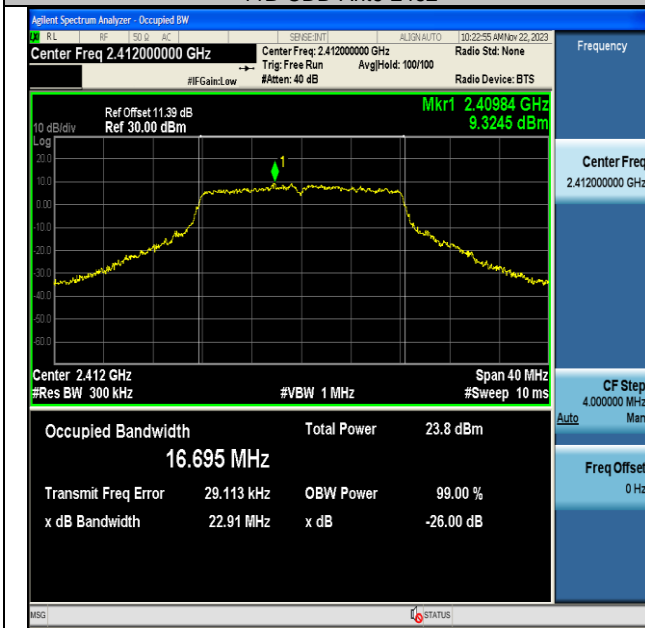 Agilent Spectrum Analyzer - Occupied BW
LXI RL RF 50 Ω AC SENSE:INT ALIGN AUTO 10:22:55 AM Nov 22, 2023
Center Freq 2.412000000 GHz Center Freq: 2.412000000 GHz Radio Std: None Frequency
Trig: Free Run Avg|Hold: 100/100
#IFGain:Low #Atten: 40 dB Radio Device: BTS
Ref Offset 11.39 dB Mkr1 2.40984 GHz
10 dB/div Ref 30.00 dBm 9.3245 dBm
Log
20.0
10.0
0.00
-10.0
-20.0
-30.0
-40.0
-50.0
-60.0
1
Center Freq
2.412000000 GHz
Center 2.412 GHz Span 40 MHz
#Res BW 300 kHz #VBW 1 MHz #Sweep 10 ms
CF Step
4.000000 MHz
Auto Man
Occupied Bandwidth Total Power 23.8 dBm
16.695 MHz
Transmit Freq Error 29.113 kHz OBW Power 99.00 %
x dB Bandwidth 22.91 MHz x dB -26.00 dB
Freq Offset
0 Hz
MSG STATUS